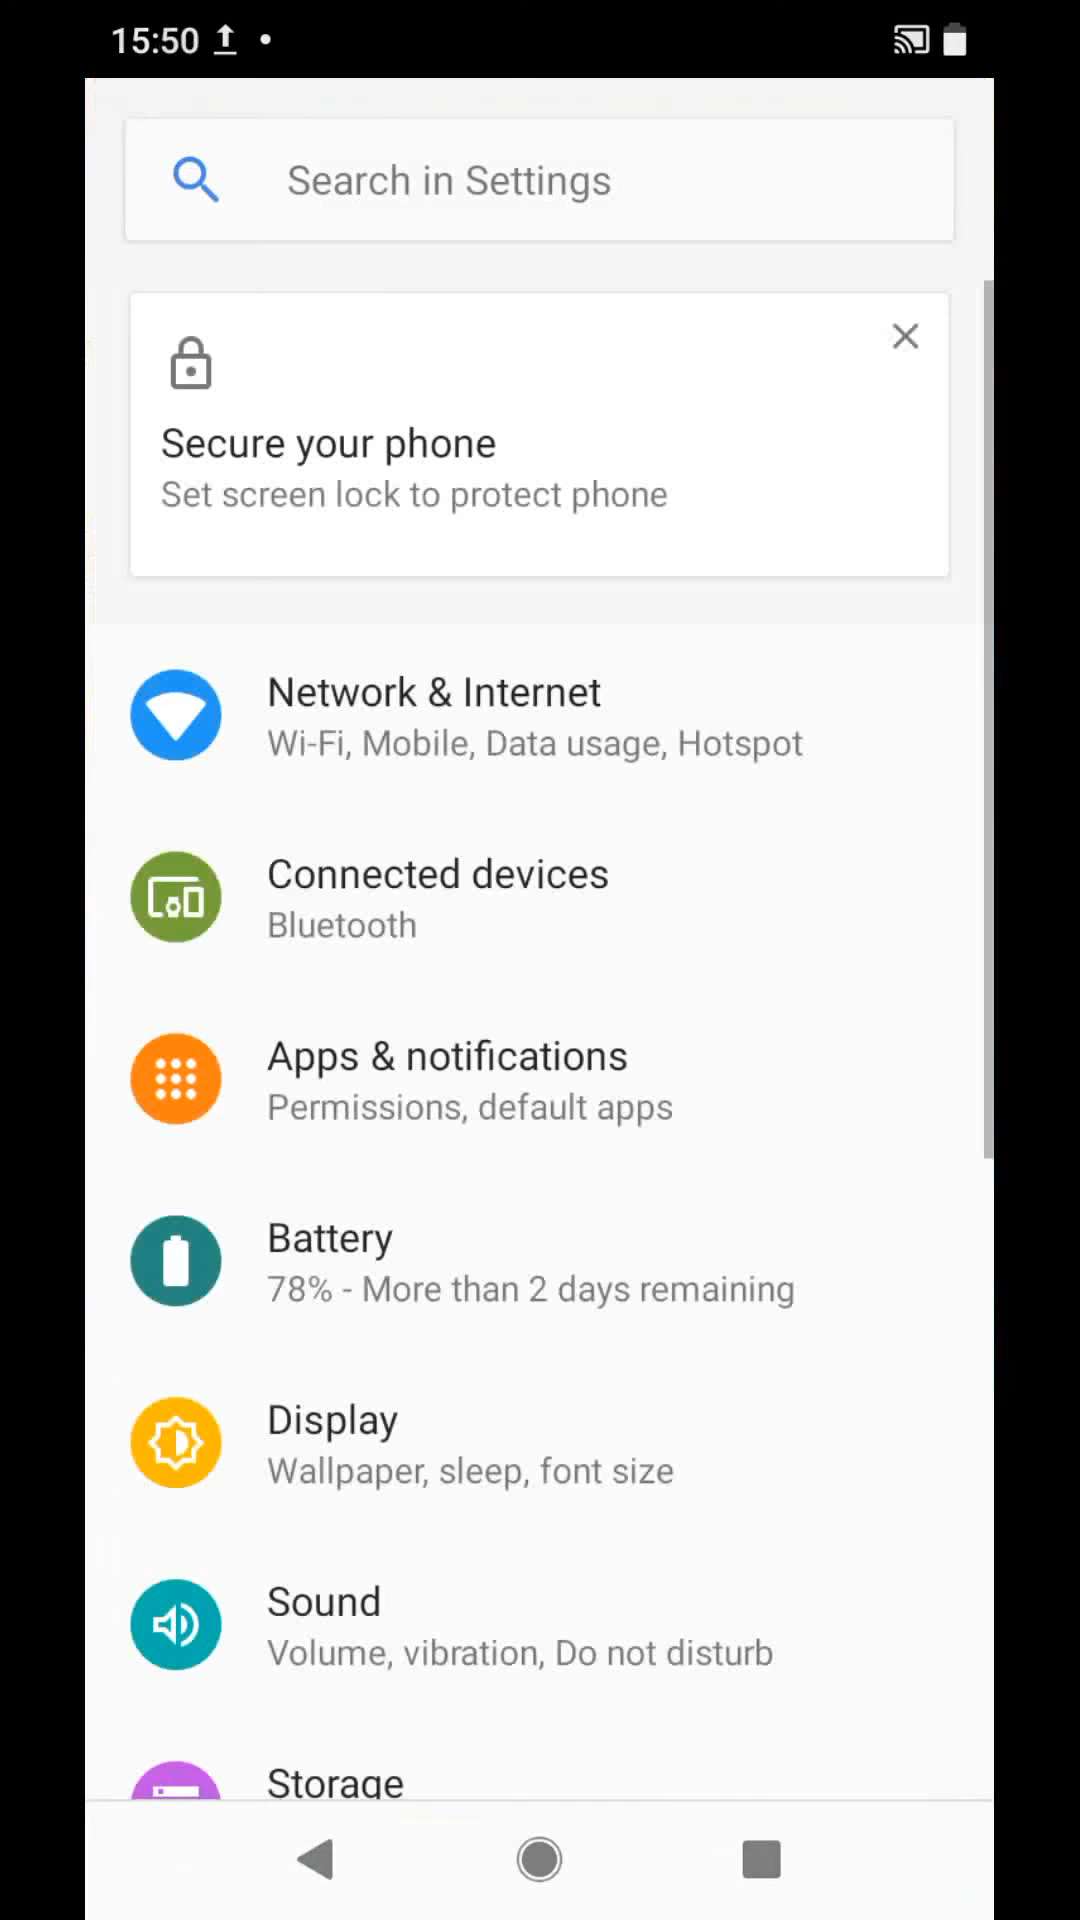 15:50
Search in Settings
Secure your phone
Set screen lock to protect phone
Network & Internet
Wi-Fi, Mobile, Data usage, Hotspot
Connected devices
Bluetooth
Apps & notifications
Permissions, default apps
Battery
78% - More than 2 days remaining
Display
Wallpaper, sleep, font size
Sound
Volume, vibration, Do not disturb
Storage